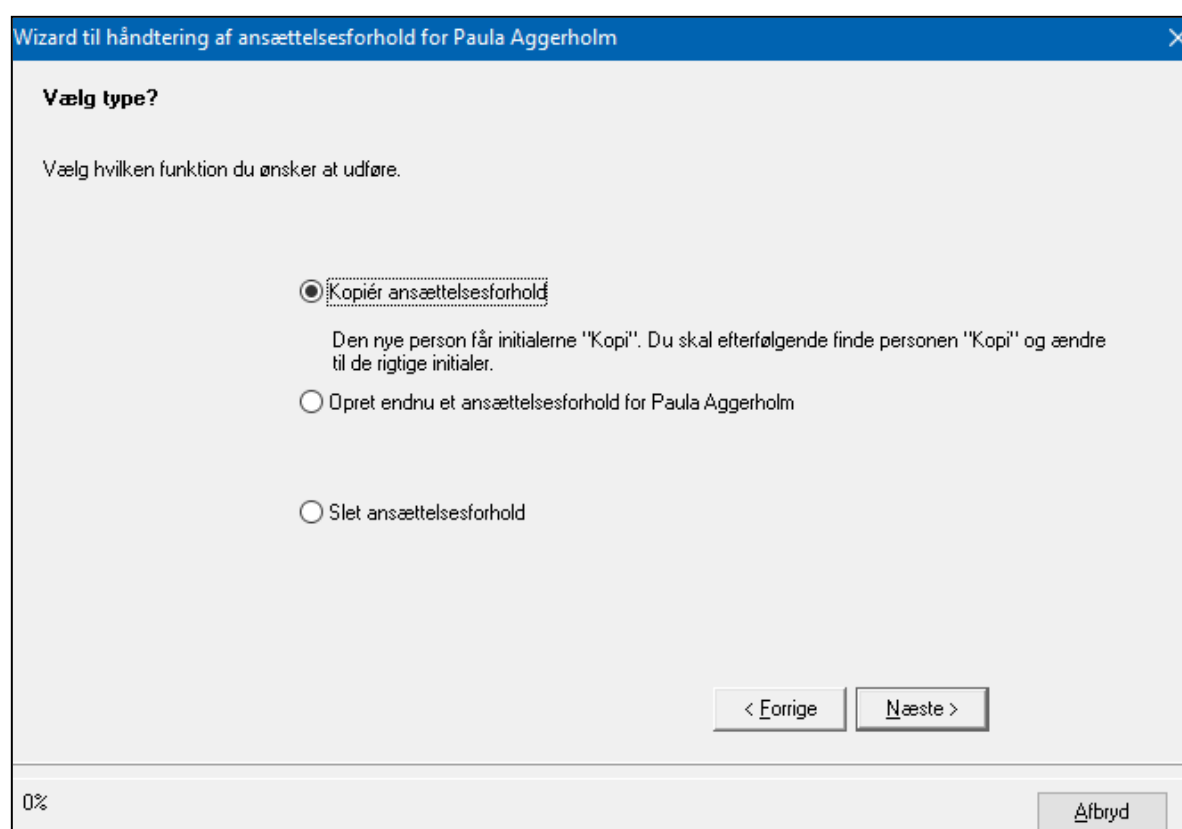 Wizard til håndtering af ansættelsesforhold for Paula Aggerholm
Vælg type?
Vælg hvilken funktion du ønsker at udføre.
Kopiér ansættelsesforhold
Den nye person får initialerne "Kopi". Du skal efterfølgende finde personen "Kopi" og ændre
til de rigtige initialer.
Opret endnu et ansættelsesforhold for Paula Aggerholm
Slet ansættelsesforhold
< Forrige
Næste >
0%
Afbryd